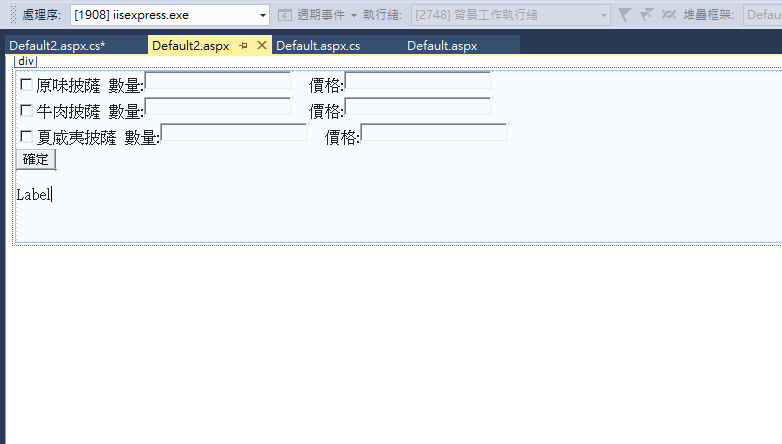 處理序: [1908] iisexpress.exe 週期事件 執行緒: [2748] 背景工作執行緒 堆疊框架: Defau
Default2.aspx.cs* Default2.aspx Default.aspx.cs Default.aspx
div
原味披薩 數量: 價格:
牛肉披薩 數量: 價格:
夏威夷披薩 數量: 價格:
確定
Label